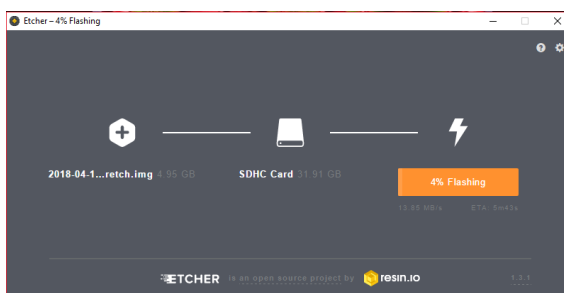 Etcher – 4% Flashing
2018-04-1...retch.img 4.95 GB
SDHC Card 31.91 GB
4% Flashing
13.85 MB/s ETA: 5m43s
ETCHER is an open source project by resin.io
1.3.1